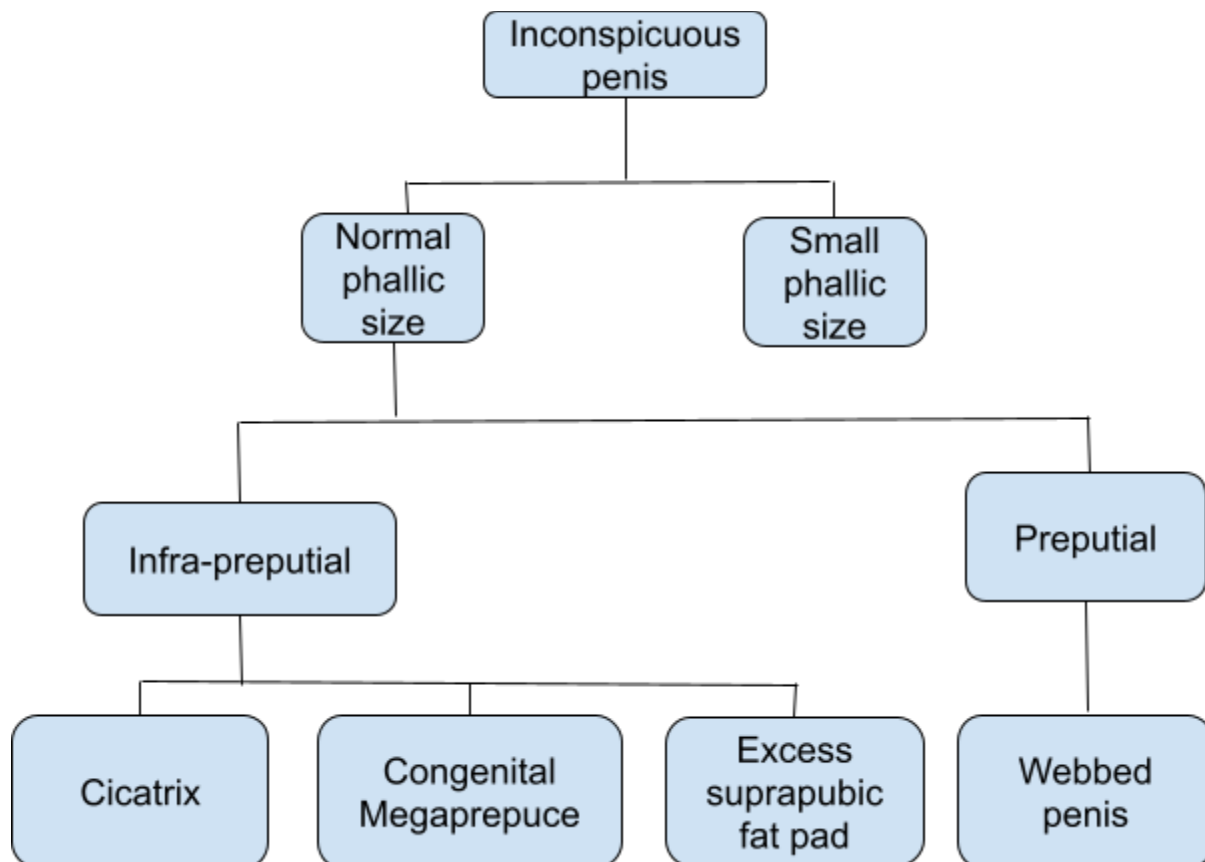 Inconspicuous
penis
Normal
phallic
size
Small
phallic
size
Infra-preputial
Preputial
Cicatrix
Congenital
Megaprepuce
Excess
suprapubic
fat pad
Webbed
penis